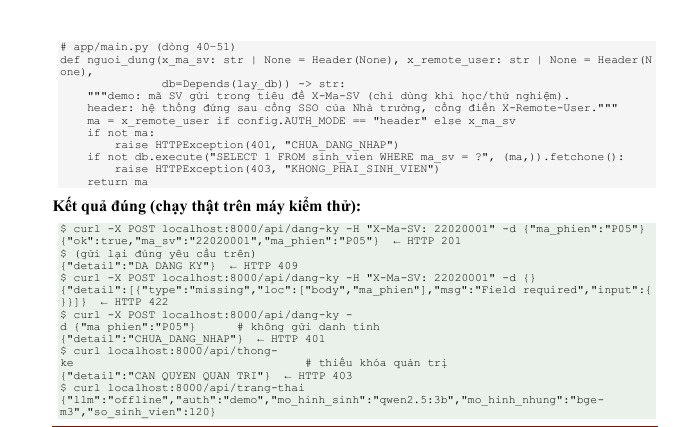 # app/main.py (dòng 40–51)
def nguoi_dung(x_ma_sv: str | None = Header(None), x_remote_user: str | None = Header(N
one),
db=Depends(lay_db)) -> str:
"""demo: mã SV gửi trong tiêu đề X-Ma-SV (chỉ dùng khi học/thử nghiệm).
header: hệ thống đứng sau cổng SSO của Nhà trường, cổng điền X-Remote-User."""
ma = x_remote_user if config.AUTH_MODE == "header" else x_ma_sv
if not ma:
raise HTTPException(401, "CHUA_DANG_NHAP")
if not db.execute("SELECT 1 FROM sinh_vien WHERE ma_sv = ?", (ma,)).fetchone():
raise HTTPException(403, "KHONG_PHAI_SINH_VIEN")
return ma
Kết quả đúng (chạy thật trên máy kiểm thử):
$ curl -X POST localhost:8000/api/dang-ky -H "X-Ma-SV: 22020001" -d {"ma_phien":"P05"}
{"ok":true,"ma_sv":"22020001","ma_phien":"P05"} ← HTTP 201
$ (gửi lại đúng yêu cầu trên)
{"detail":"DA DANG KY"} ← HTTP 409
$ curl -X POST localhost:8000/api/dang-ky -H "X-Ma-SV: 22020001" -d {}
{"detail":[{"type":"missing","loc":["body","ma_phien"],"msg":"Field required","input":{
}}]} ← HTTP 422
$ curl -X POST localhost:8000/api/dang-ky -
d {"ma phien":"P05"} # không gửi danh tính
{"detail":"CHUA_DANG_NHAP"} ← HTTP 401
$ curl localhost:8000/api/thong-
ke # thiếu khóa quản trị
{"detail":"CAN QUYEN QUAN TRI"} ← HTTP 403
$ curl localhost:8000/api/trang-thai
{"llm":"offline","auth":"demo","mo_hinh_sinh":"qwen2.5:3b","mo_hinh_nhung":"bge-
m3","so_sinh_vien":120}